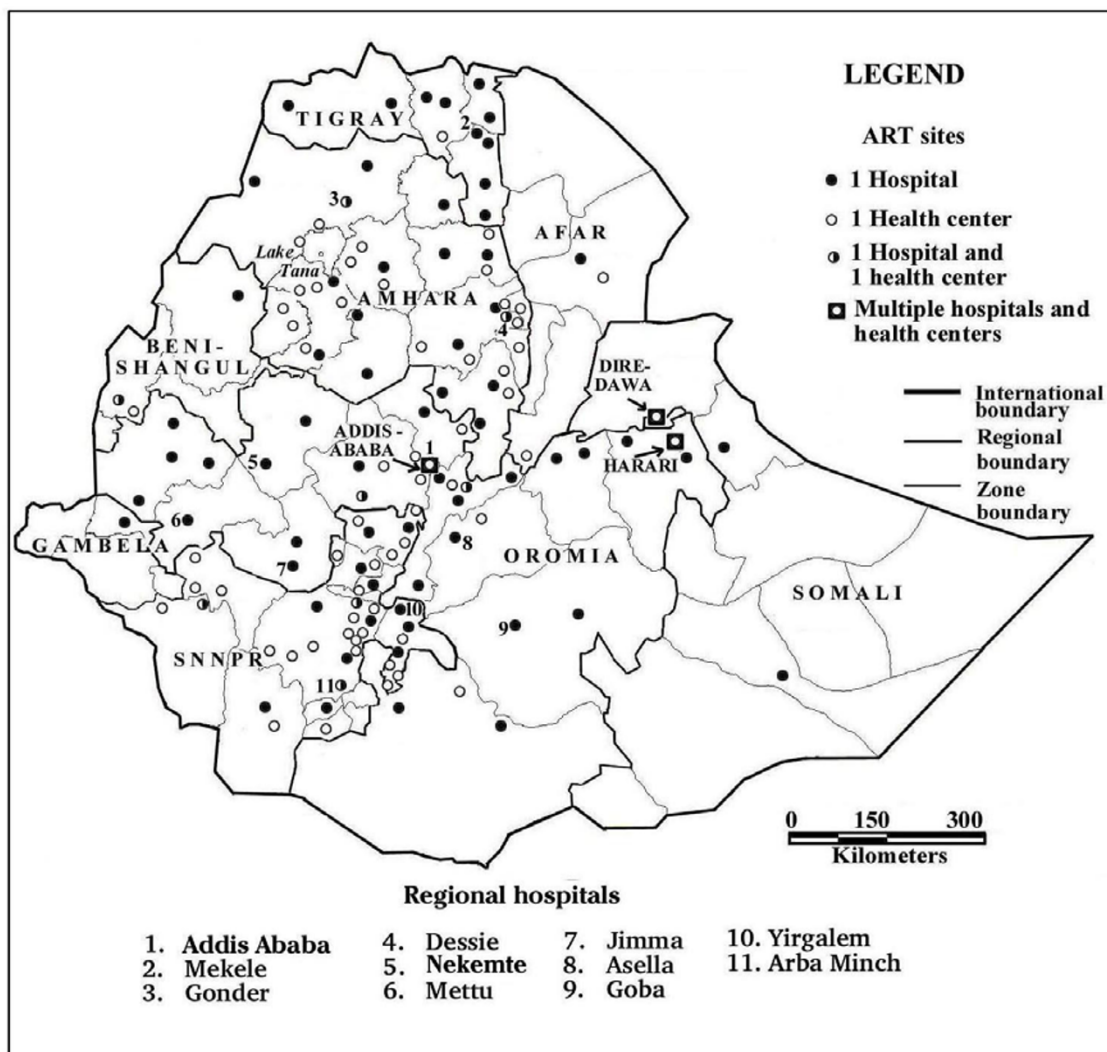 LEGEND
ART sites
1 Hospital
1 Health center
1 Hospital and
1 health center
Multiple hospitals and
health centers
International
boundary
Regional
boundary
Zone
boundary
TIGRAY
2
3
AFAR
Lake
Tana
AMHARA
4
BENI-
SHANGUL
DIRE-
DAWA
ADDIS-
ABABA
1
HARARI
5
6
GAMBELA
7
8
OROMIA
SOMALI
10
9
SNNPR
11
0 150 300
Kilometers
Regional hospitals
1. Addis Ababa
2. Mekele
3. Gonder
4. Dessie
5. Nekemte
6. Mettu
7. Jimma
8. Asella
9. Goba
10. Yirgalem
11. Arba Minch